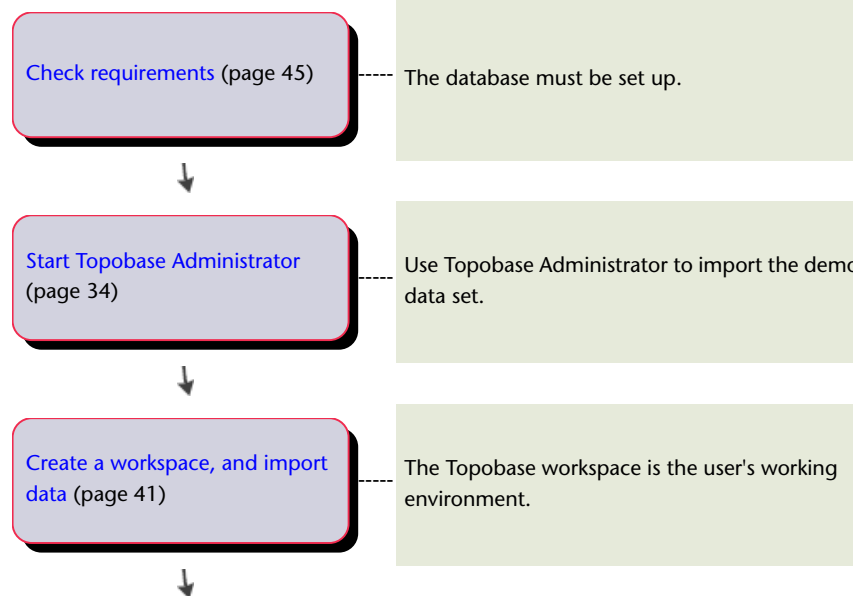 Check requirements (page 45)
The database must be set up.
Start Topobase Administrator
(page 34)
Use Topobase Administrator to import the demo
data set.
Create a workspace, and import
data (page 41)
The Topobase workspace is the user's working
environment.